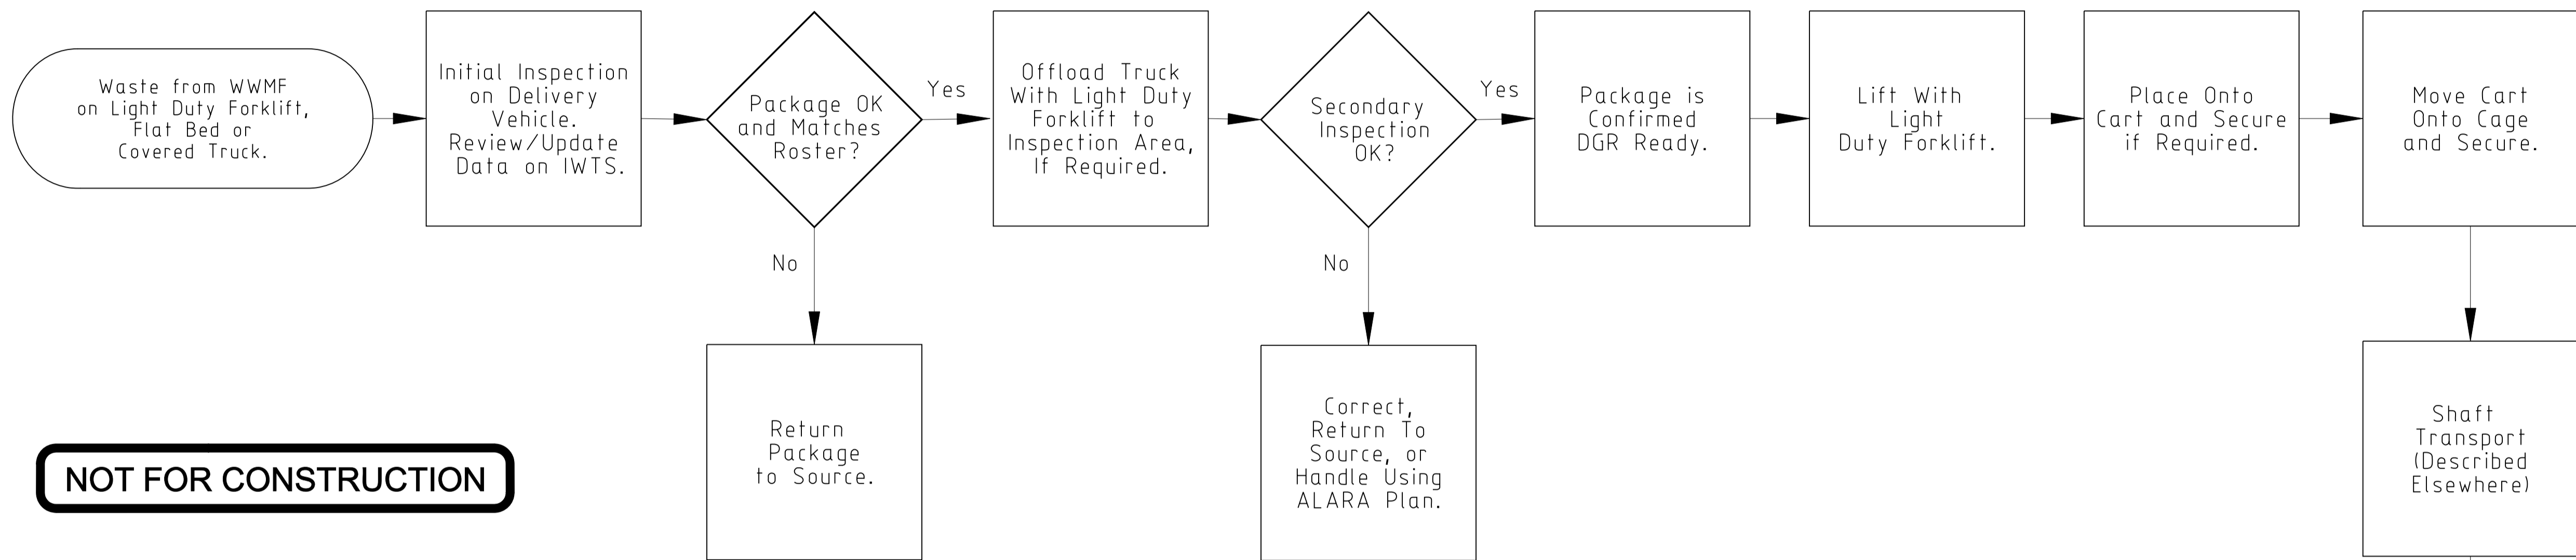 Waste from WWMF
on Light Duty Forklift,
Flat Bed or
Covered Truck.
Initial Inspection
on Delivery
Vehicle.
Review/Update
Data on IWTS.
Package OK
and Matches
Roster?
Yes
Offload Truck
With Light Duty
Forklift to
Inspection Area,
If Required.
Secondary
Inspection
OK?
Yes
Package is
Confirmed
DGR Ready.
Lift With
Light
Duty Forklift.
Place Onto
Cart and Secure
if Required.
Move Cart
Onto Cage
and Secure.
No
No
Return
Package
to Source.
Correct,
Return To
Source, or
Handle Using
ALARA Plan.
Shaft
Transport
(Described
Elsewhere)
NOT FOR CONSTRUCTION